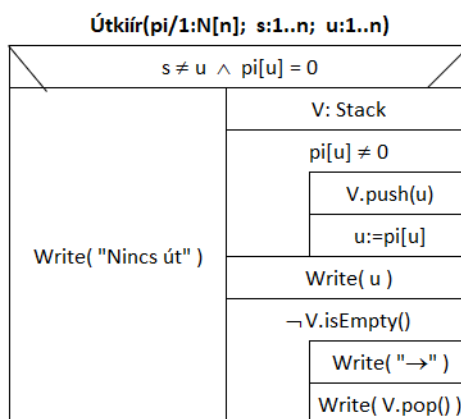 Útkiír(pi/1:N[n]; s:1..n; u:1..n)
s ≠ u ∧ pi[u] = 0
V: Stack
pi[u] ≠ 0
V.push(u)
u:=pi[u]
Write( "Nincs út" )
Write( u )
¬ V.isEmpty()
Write( "→" )
Write( V.pop() )